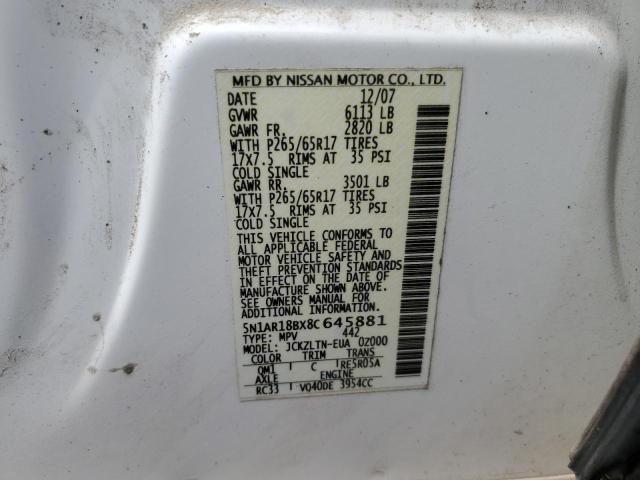 MFD BY NISSAN MOTOR CO., LTD.
DATE 12/07
GVWR 6113 LB
GAWR FR. 2820 LB
WITH P265/65R17 TIRES
17X7.5 RIMS AT 35 PSI
COLD SINGLE
GAWR RR. 3501 LB
WITH P265/65R17 TIRES
17X7.5 RIMS AT 35 PSI
COLD SINGLE
THIS VEHICLE CONFORMS TO
ALL APPLICABLE FEDERAL
MOTOR VEHICLE SAFETY AND
THEFT PREVENTION STANDARDS
IN EFFECT ON THE DATE OF
MANUFACTURE SHOWN ABOVE.
SEE OWNERS MANUAL FOR
ADDITIONAL INFORMATION.
5N1AR18BX8C645881
TYPE: MPV 442
MODEL: JCKZLTN-EUA 0Z000
COLOR TRIM TRANS
QM1 C RE5R05A
AXLE ENGINE
RC33 VQ40DE 3954CC